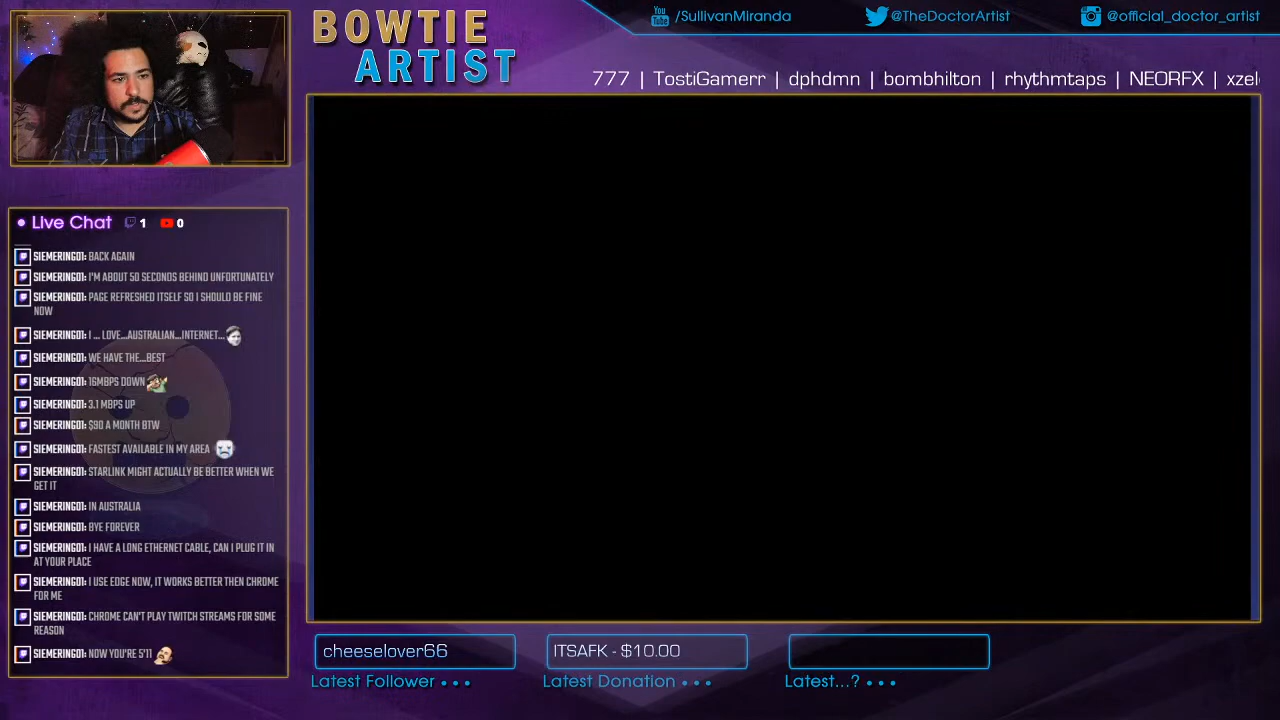 BOWTIE
ARTIST
You Tube /SullivanMiranda
@TheDoctorArtist
@official_doctor_artist
777 | TostiGamerr | dphdmn | bombhilton | rhythmtaps | NEORFX | xzel
Live Chat 1 0
SIEMERING01: BACK AGAIN
SIEMERING01: I'M ABOUT 50 SECONDS BEHIND UNFORTUNATELY
SIEMERING01: PAGE REFRESHED ITSELF SO I SHOULD BE FINE
NOW
SIEMERING01: I ... LOVE...AUSTRALIAN...INTERNET...
SIEMERING01: WE HAVE THE...BEST
SIEMERING01: 16MBPS DOWN
SIEMERING01: 3.1 MBPS UP
SIEMERING01: $90 A MONTH BTW
SIEMERING01: FASTEST AVAILABLE IN MY AREA
SIEMERING01: STARLINK MIGHT ACTUALLY BE BETTER WHEN WE
GET IT
SIEMERING01: IN AUSTRALIA
SIEMERING01: BYE FOREVER
SIEMERING01: I HAVE A LONG ETHERNET CABLE, CAN I PLUG IT IN
AT YOUR PLACE
SIEMERING01: I USE EDGE NOW, IT WORKS BETTER THEN CHROME
FOR ME
SIEMERING01: CHROME CAN'T PLAY TWITCH STREAMS FOR SOME
REASON
SIEMERING01: NOW YOU'RE 5'11
cheeselover66
Latest Follower • • •
ITSAFK - $10.00
Latest Donation • • •
Latest...? • • •